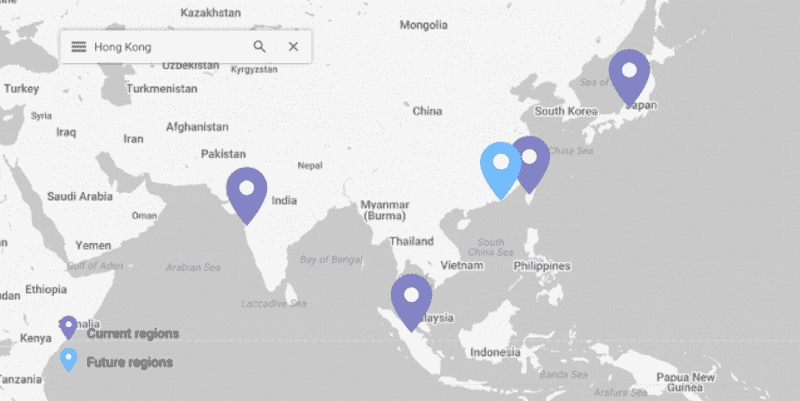 Kazakhstan
Mongolia
Hong Kong
Uzbekistan
Kyrgyzstan
Turkey
Turkmenistan
Syria
Iraq
Iran
Afghanistan
China
South Korea
Sea of
Japan
Pakistan
Nepal
China Sea
Saudi Arabia
India
Oman
Myanmar
(Burma)
Yemen
Thailand
South
China Sea
Gulf of Aden
Arabian Sea
Bay of Bengal
Vietnam
Philippines
Ethiopia
Laccadive Sea
malia
laysia
Current regions
Kenya
Indonesia
Future regions
Tanzania
Banda Sea
Papua New
Guinea
Arafura Sea